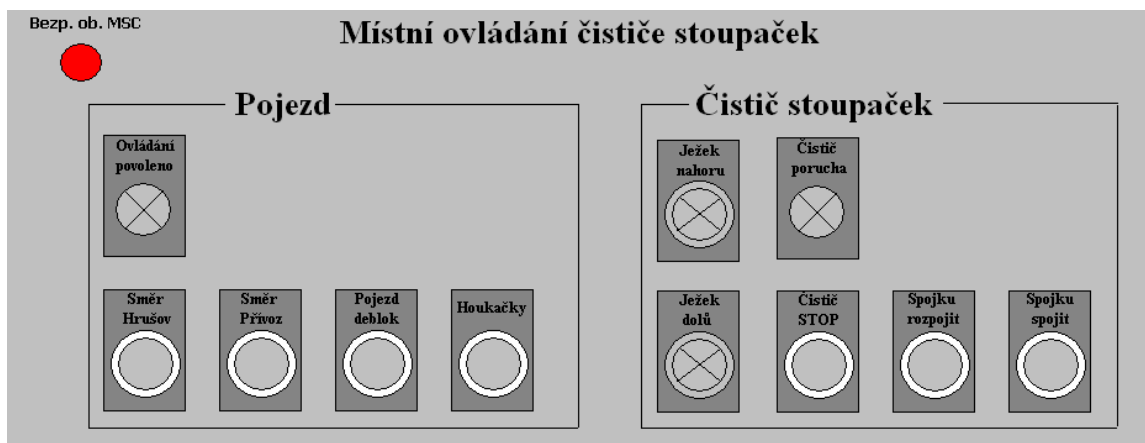 Bezp. ob. MSC
Místní ovládání čističe stoupaček
Pojezd
Ovládání
povoleno
Směr
Hrušov
Směr
Přívoz
Pojezd
deblok
Houkačky
Čistič stoupaček
Ježek
nahoru
Čistič
porucha
Ježek
dolů
Čistič
STOP
Spojku
rozpojit
Spojku
spojit